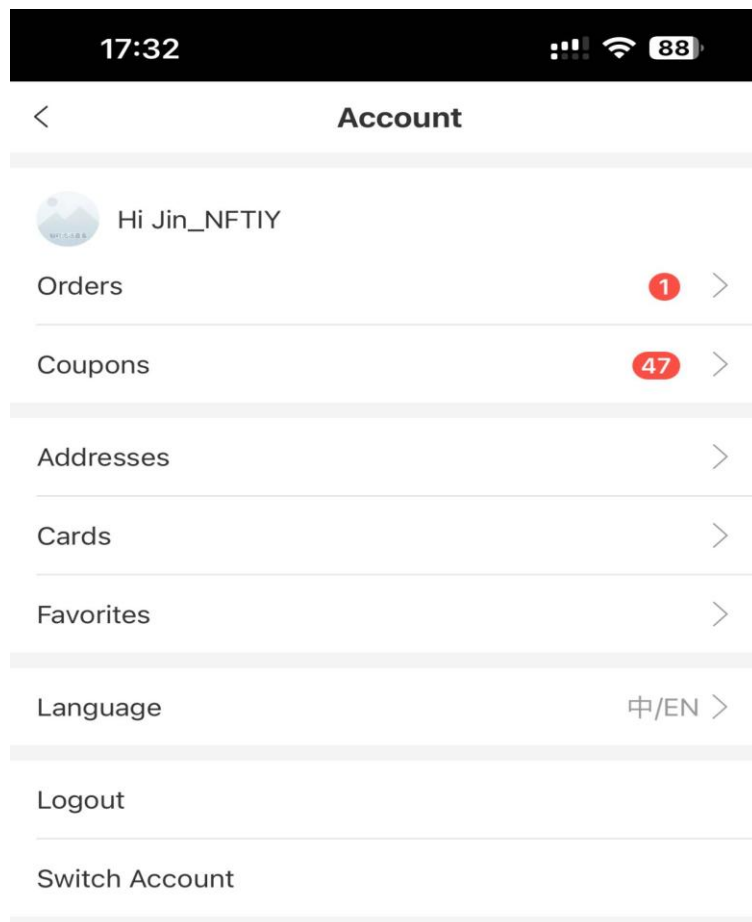 17:32
88
Account
Hi Jin_NFTIY
Orders
1
Coupons
47
Addresses
Cards
Favorites
Language
中/EN
Logout
Switch Account